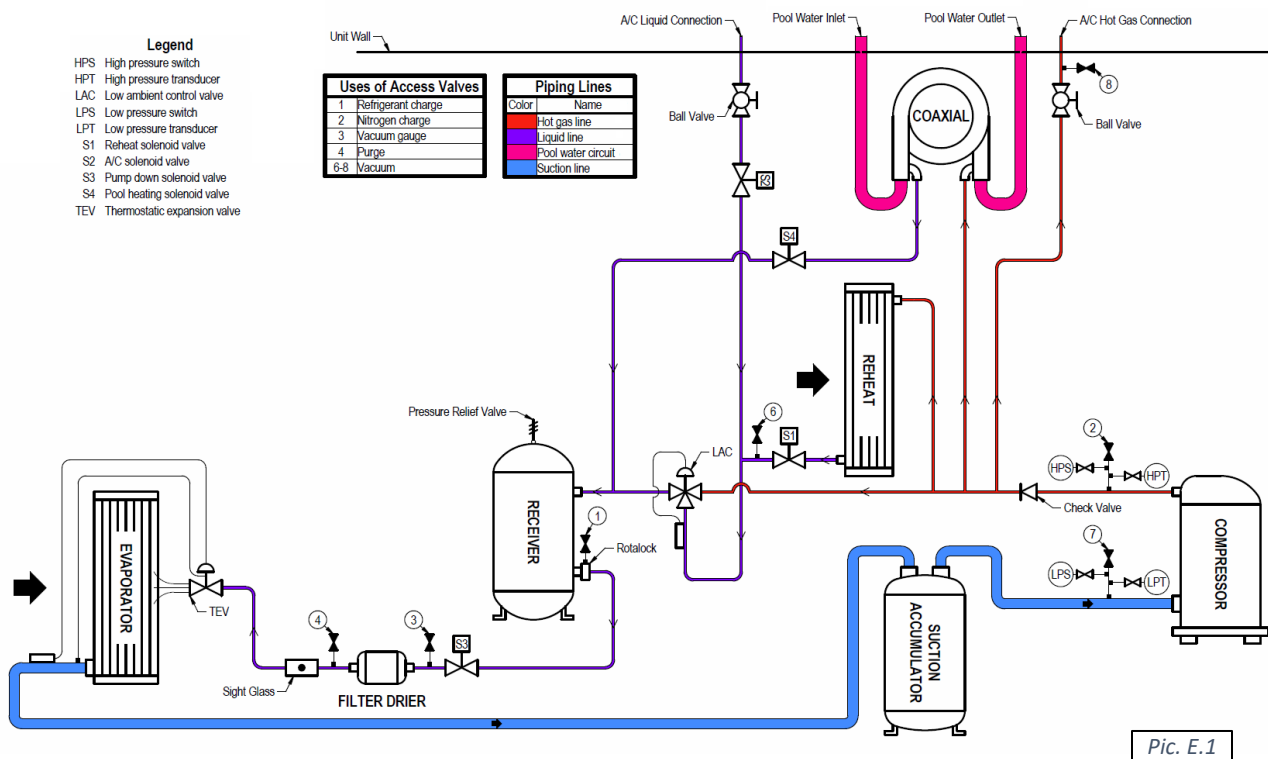 A/C Liquid Connection
Pool Water Inlet
Pool Water Outlet
A/C Hot Gas Connection
Unit Wall
Legend
HPS High pressure switch
HPT High pressure transducer
LAC Low ambient control valve
LPS Low pressure switch
LPT Low pressure transducer
S1 Reheat solenoid valve
S2 A/C solenoid valve
S3 Pump down solenoid valve
S4 Pool heating solenoid valve
TEV Thermostatic expansion valve
Uses of Access Valves
1 Refrigerant charge
2 Nitrogen charge
3 Vacuum gauge
4 Purge
6-8 Vacuum
Piping Lines
Color Name
Hot gas line
Liquid line
Pool water circuit
Suction line
Ball Valve
COAXIAL
8
Ball Valve
S4
REHEAT
Pressure Relief Valve
6
S1
LAC
2
HPS
HPT
Check Valve
COMPRESSOR
RECEIVER
1
Rotalock
7
LPS
LPT
EVAPORATOR
TEV
4
3
S3
Sight Glass
FILTER DRIER
SUCTION
ACCUMULATOR
Pic. E.1